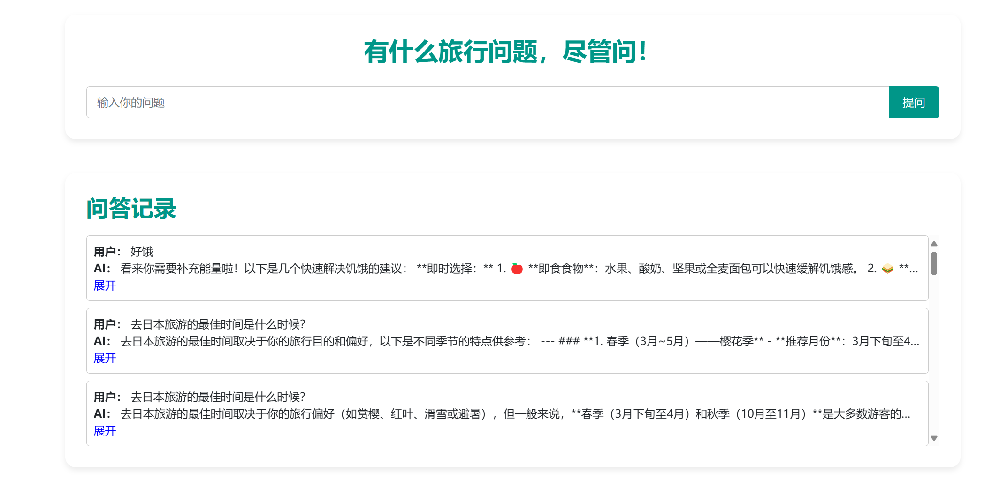 有什么旅行问题，尽管问！
输入你的问题
提问
问答记录
用户： 好饿
AI： 看来你需要补充能量啦！以下是几个快速解决饥饿的建议： **即时选择：** 1. 🍎 **即食食物**：水果、酸奶、坚果或全麦面包可以快速缓解饥饿感。 2. 🥪 **...
展开
用户： 去日本旅游的最佳时间是什么时候？
AI： 去日本旅游的最佳时间取决于你的旅行目的和偏好，以下是不同季节的特点供参考： --- ### **1. 春季（3月~5月）——樱花季** - **推荐月份**：3月下旬至4...
展开
用户： 去日本旅游的最佳时间是什么时候？
AI： 去日本旅游的最佳时间取决于你的旅行偏好（如赏樱、红叶、滑雪或避暑），但一般来说，**春季（3月下旬至4月）和秋季（10月至11月）**是大多数游客的...
展开